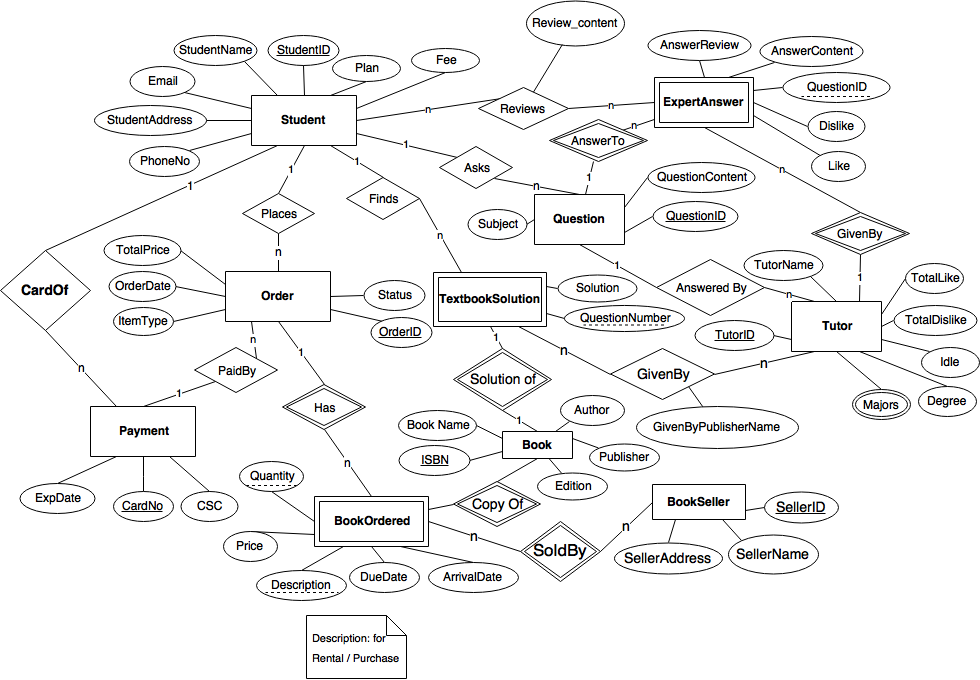 Review_content
StudentName
StudentID
Plan
Fee
AnswerReview
AnswerContent
Email
QuestionID
StudentAddress
Student
n
Reviews
n
ExpertAnswer
Dislike
PhoneNo
1
1
1
1
Asks
n
AnswerTo
n
1
Like
n
QuestionContent
1
Places
Finds
Subject
Question
QuestionID
GivenBy
n
n
TotalPrice
1
1
TutorName
TotalLike
CardOf
OrderDate
Order
Status
TextbookSolution
Solution
Answered By
n
ItemType
OrderID
QuestionNumber
TutorID
Tutor
TotalDislike
n
1
1
n
n
Idle
n
PaidBy
Solution of
GivenBy
Degree
1
Has
Majors
Payment
Book Name
1
Author
GivenByPublisherName
Book
ISBN
Publisher
n
Quantity
Edition
ExpDate
CardNo
CSC
Copy Of
BookSeller
SellerID
BookOrdered
n
n
Price
SoldBy
SellerAddress
SellerName
Description
DueDate
ArrivalDate
Description: for
Rental / Purchase